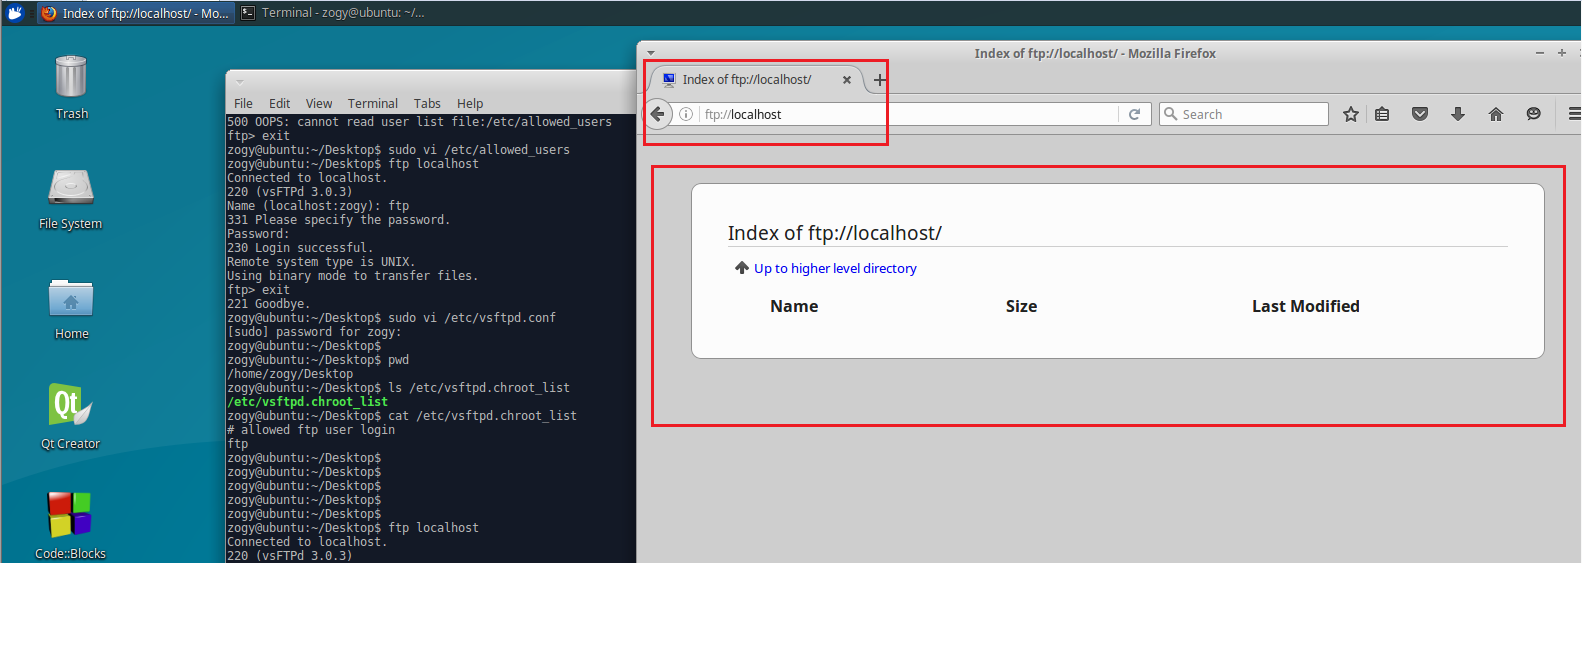 Index of ftp://localhost/ - Mo...
Terminal - zogy@ubuntu: ~/...
Trash
File System
Home
Qt
Qt Creator
Code::Blocks
File Edit View Terminal Tabs Help
500 OOPS: cannot read user list file:/etc/allowed_users
ftp> exit
zogy@ubuntu:~/Desktop$ sudo vi /etc/allowed_users
zogy@ubuntu:~/Desktop$ ftp localhost
Connected to localhost.
220 (vsFTPd 3.0.3)
Name (localhost:zogy): ftp
331 Please specify the password.
Password:
230 Login successful.
Remote system type is UNIX.
Using binary mode to transfer files.
ftp> exit
221 Goodbye.
zogy@ubuntu:~/Desktop$ sudo vi /etc/vsftpd.conf
[sudo] password for zogy:
zogy@ubuntu:~/Desktop$
zogy@ubuntu:~/Desktop$ pwd
/home/zogy/Desktop
zogy@ubuntu:~/Desktop$ ls /etc/vsftpd.chroot_list
/etc/vsftpd.chroot_list
zogy@ubuntu:~/Desktop$ cat /etc/vsftpd.chroot_list
# allowed ftp user login
ftp
zogy@ubuntu:~/Desktop$
zogy@ubuntu:~/Desktop$
zogy@ubuntu:~/Desktop$
zogy@ubuntu:~/Desktop$
zogy@ubuntu:~/Desktop$
zogy@ubuntu:~/Desktop$ ftp localhost
Connected to localhost.
220 (vsFTPd 3.0.3)
Index of ftp://localhost/ - Mozilla Firefox
Index of ftp://localhost/
ftp://localhost
Search
Index of ftp://localhost/
Up to higher level directory
Name Size Last Modified